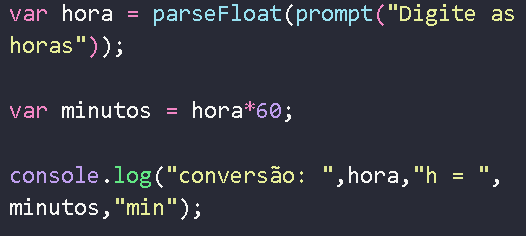 var hora = parseFloat(prompt("Digite as
horas"));
var minutos = hora*60;
console.log("conversão: ",hora,"h = ",
minutos,"min");